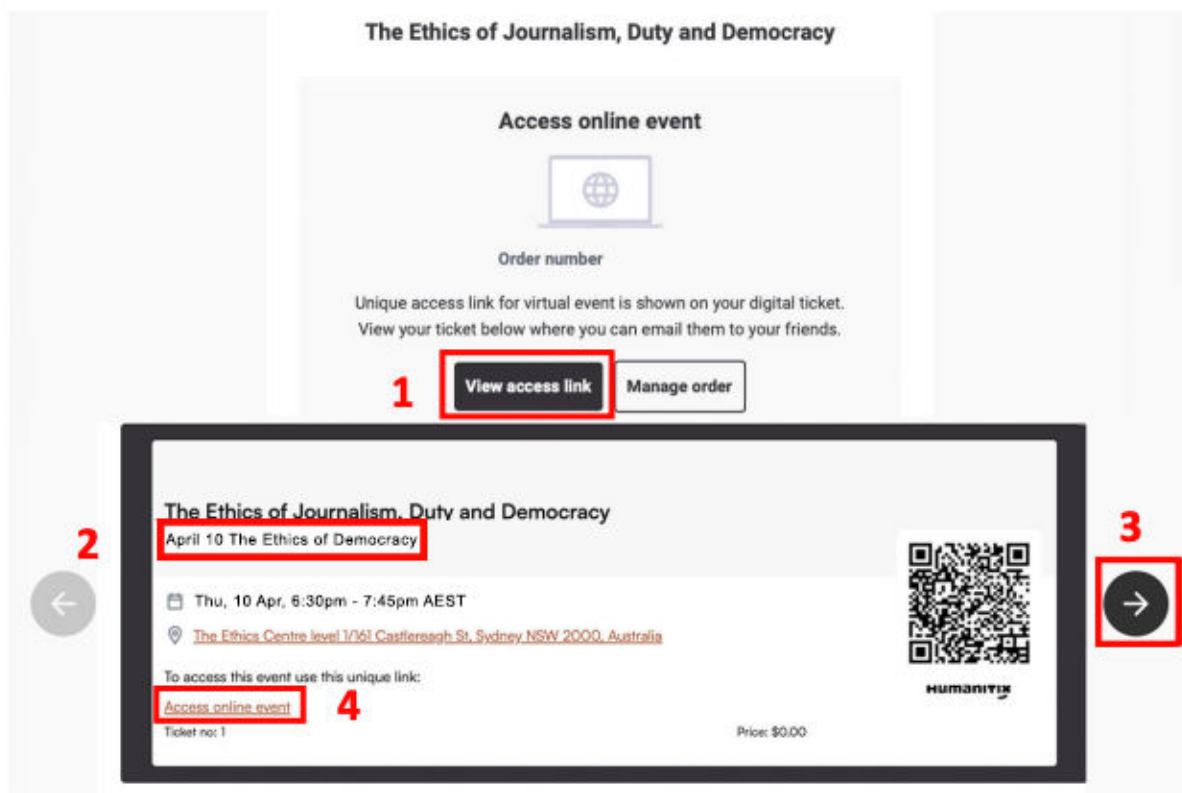 The Ethics of Journalism, Duty and Democracy
Access online event
Order number
Unique access link for virtual event is shown on your digital ticket.
View your ticket below where you can email them to your friends.
1
View access link
Manage order
The Ethics of Journalism, Duty and Democracy
2
April 10 The Ethics of Democracy
3
Thu, 10 Apr, 6:30pm - 7:45pm AEST
The Ethics Centre level 1/161 Castlereagh St, Sydney NSW 2000, Australia
To access this event use this unique link:
HUMANITIX
Access online event
4
Ticket no: 1
Price: $0.00